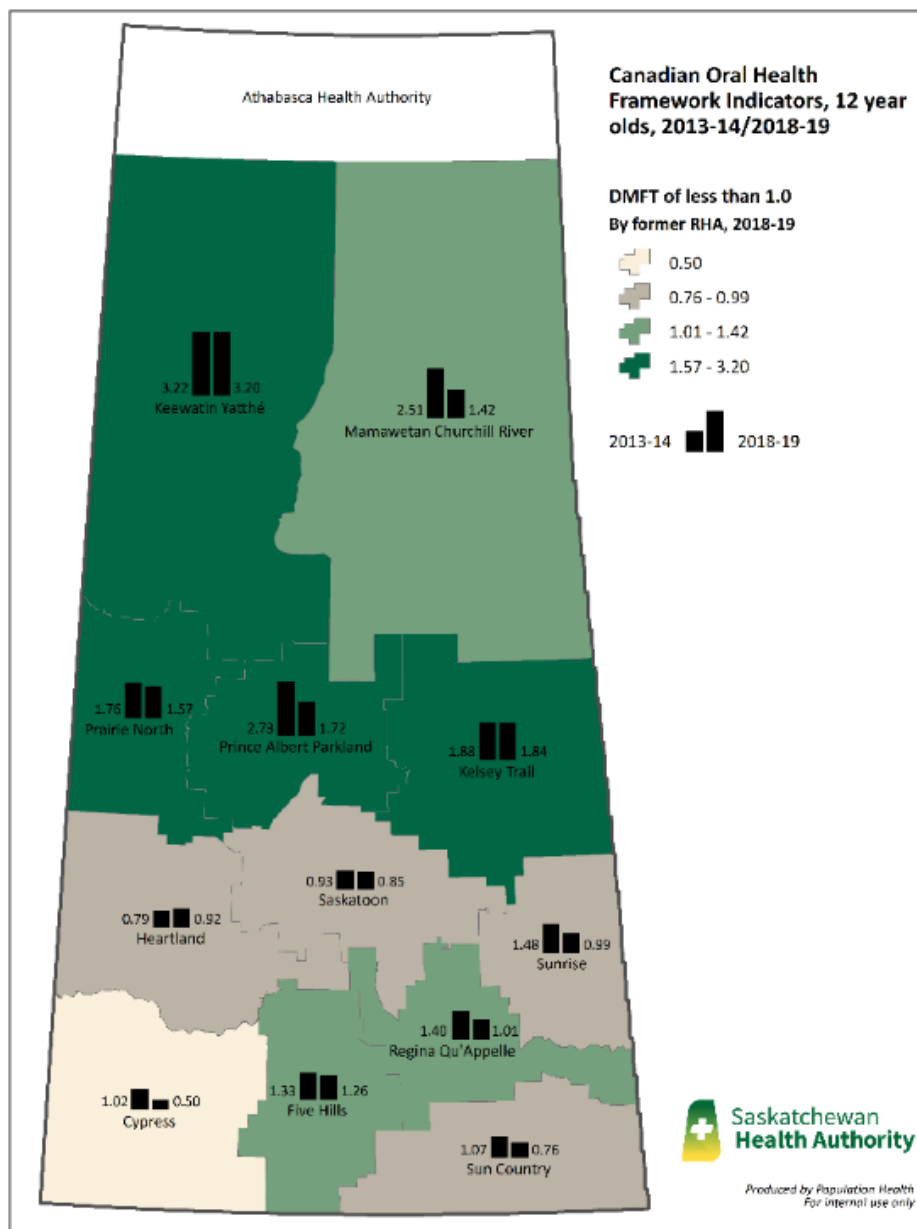 Athabasca Health Authority
Canadian Oral Health
Framework Indicators, 12 year
olds, 2013-14/2018-19
DMFT of less than 1.0
By former RHA, 2018-19
0.50
0.76 - 0.99
1.01 - 1.42
1.57 - 3.20
2013-14 2018-19
3.22 3.20
Keewatin Yatthé
2.51 1.42
Mamawetan Churchill River
1.76 1.57
Prairie North
2.73 1.72
Prince Albert Parkland
1.88 1.84
Kelsey Trail
0.93 0.85
Saskatoon
0.79 0.92
Heartland
1.48 0.99
Sunrise
1.40 1.01
Regina Qu'Appelle
1.33 1.26
Five Hills
1.02 0.50
Cypress
1.07 0.76
Sun Country
Saskatchewan
Health Authority
Produced by Population Health
For internal use only